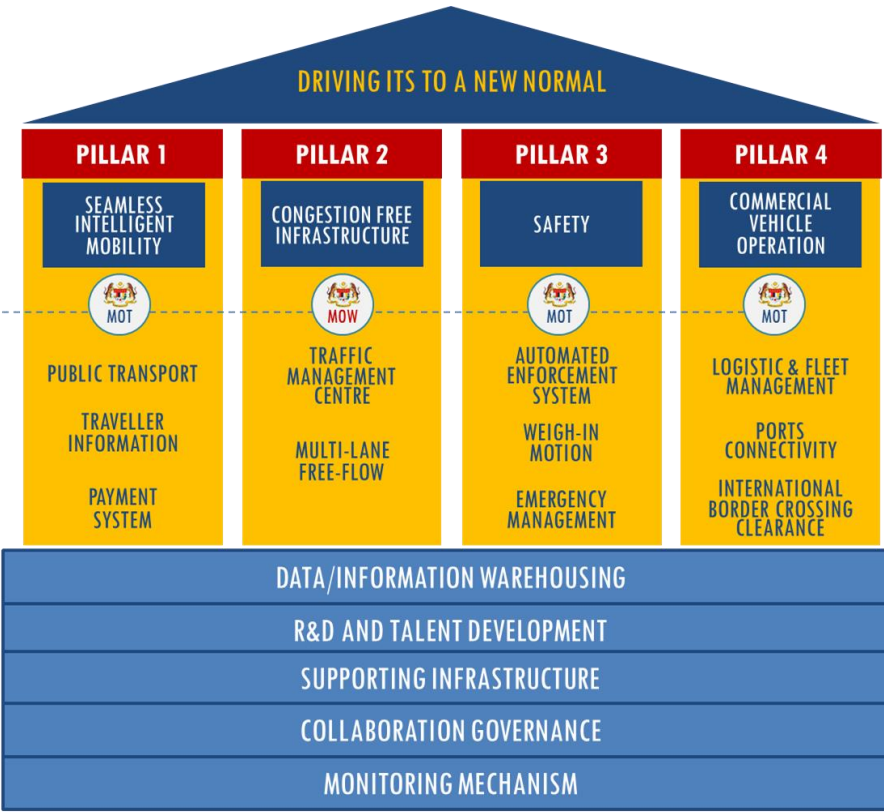 DRIVING ITS TO A NEW NORMAL
PILLAR 1
SEAMLESS
INTELLIGENT
MOBILITY
MOT
PUBLIC TRANSPORT
TRAVELLER
INFORMATION
PAYMENT
SYSTEM
PILLAR 2
CONGESTION FREE
INFRASTRUCTURE
MOW
TRAFFIC
MANAGEMENT
CENTRE
MULTI-LANE
FREE-FLOW
PILLAR 3
SAFETY
MOT
AUTOMATED
ENFORCEMENT
SYSTEM
WEIGH-IN
MOTION
EMERGENCY
MANAGEMENT
PILLAR 4
COMMERCIAL
VEHICLE
OPERATION
MOT
LOGISTIC & FLEET
MANAGEMENT
PORTS
CONNECTIVITY
INTERNATIONAL
BORDER CROSSING
CLEARANCE
DATA/INFORMATION WAREHOUSING
R&D AND TALENT DEVELOPMENT
SUPPORTING INFRASTRUCTURE
COLLABORATION GOVERNANCE
MONITORING MECHANISM